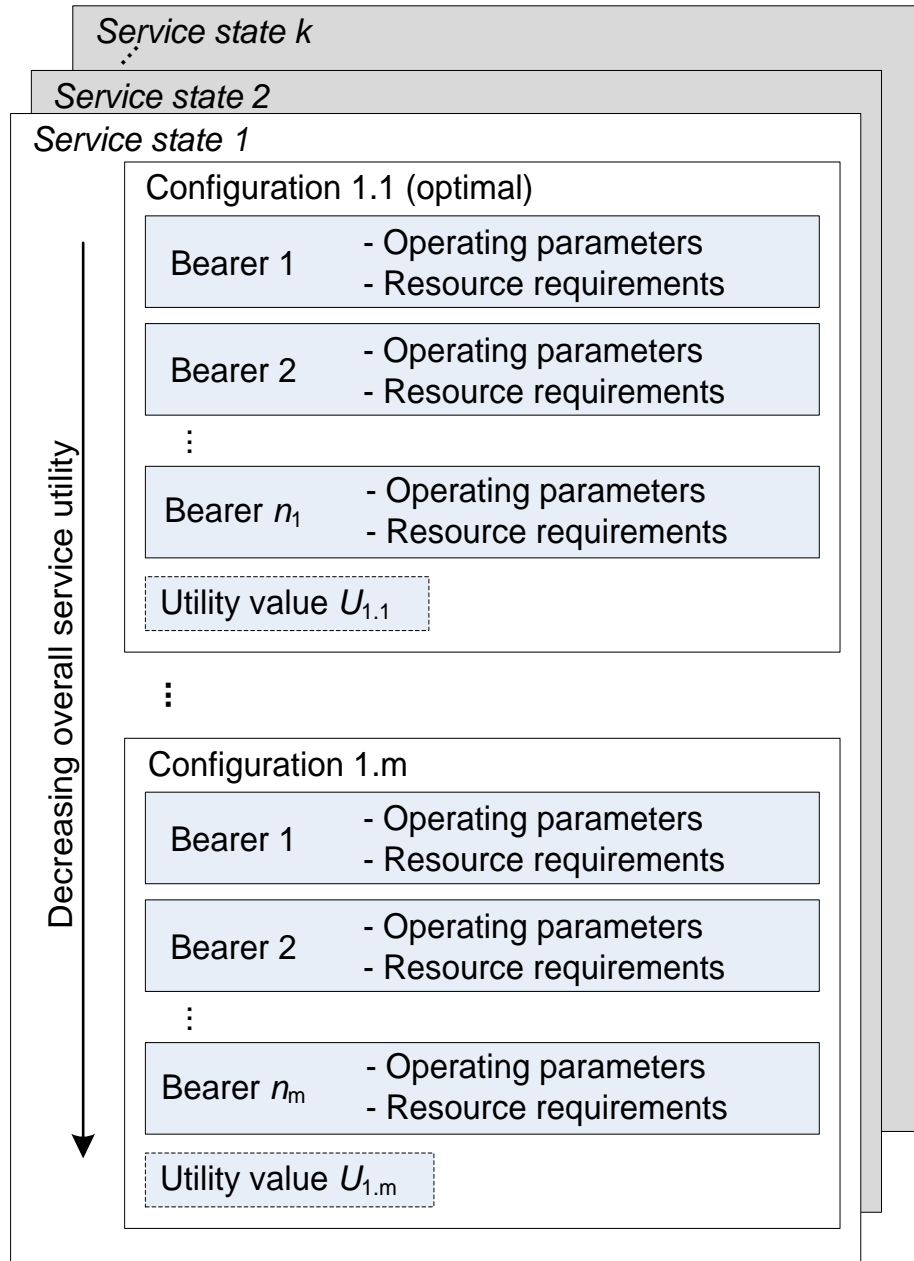 Service state k
Service state 2
Service state 1
Configuration 1.1 (optimal)
Bearer 1
- Operating parameters
- Resource requirements
Bearer 2
- Operating parameters
- Resource requirements
⋮
Bearer n₁
- Operating parameters
- Resource requirements
Utility value U₁.₁
⋮
Configuration 1.m
Bearer 1
- Operating parameters
- Resource requirements
Bearer 2
- Operating parameters
- Resource requirements
⋮
Bearer nₘ
- Operating parameters
- Resource requirements
Utility value U₁.ₘ
Decreasing overall service utility